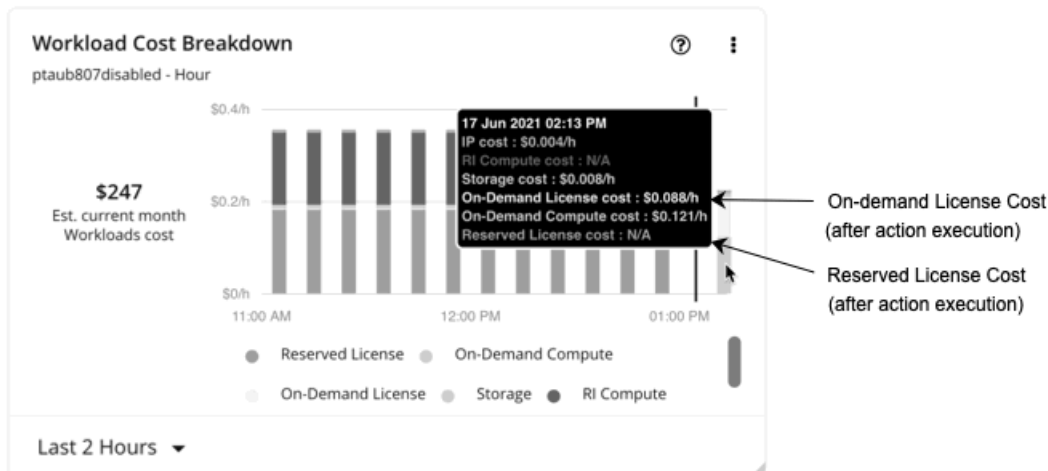 Workload Cost Breakdown
ptaub807disabled - Hour
$0.4/h
$0.2/h
$0/h
$247
Est. current month
Workloads cost
17 Jun 2021 02:13 PM
IP cost : $0.004/h
RI Compute cost : N/A
Storage cost : $0.008/h
On-Demand License cost : $0.088/h
On-Demand Compute cost : $0.121/h
Reserved License cost : N/A
On-demand License Cost
(after action execution)
Reserved License Cost
(after action execution)
11:00 AM 12:00 PM 01:00 PM
Reserved License On-Demand Compute
On-Demand License Storage RI Compute
Last 2 Hours